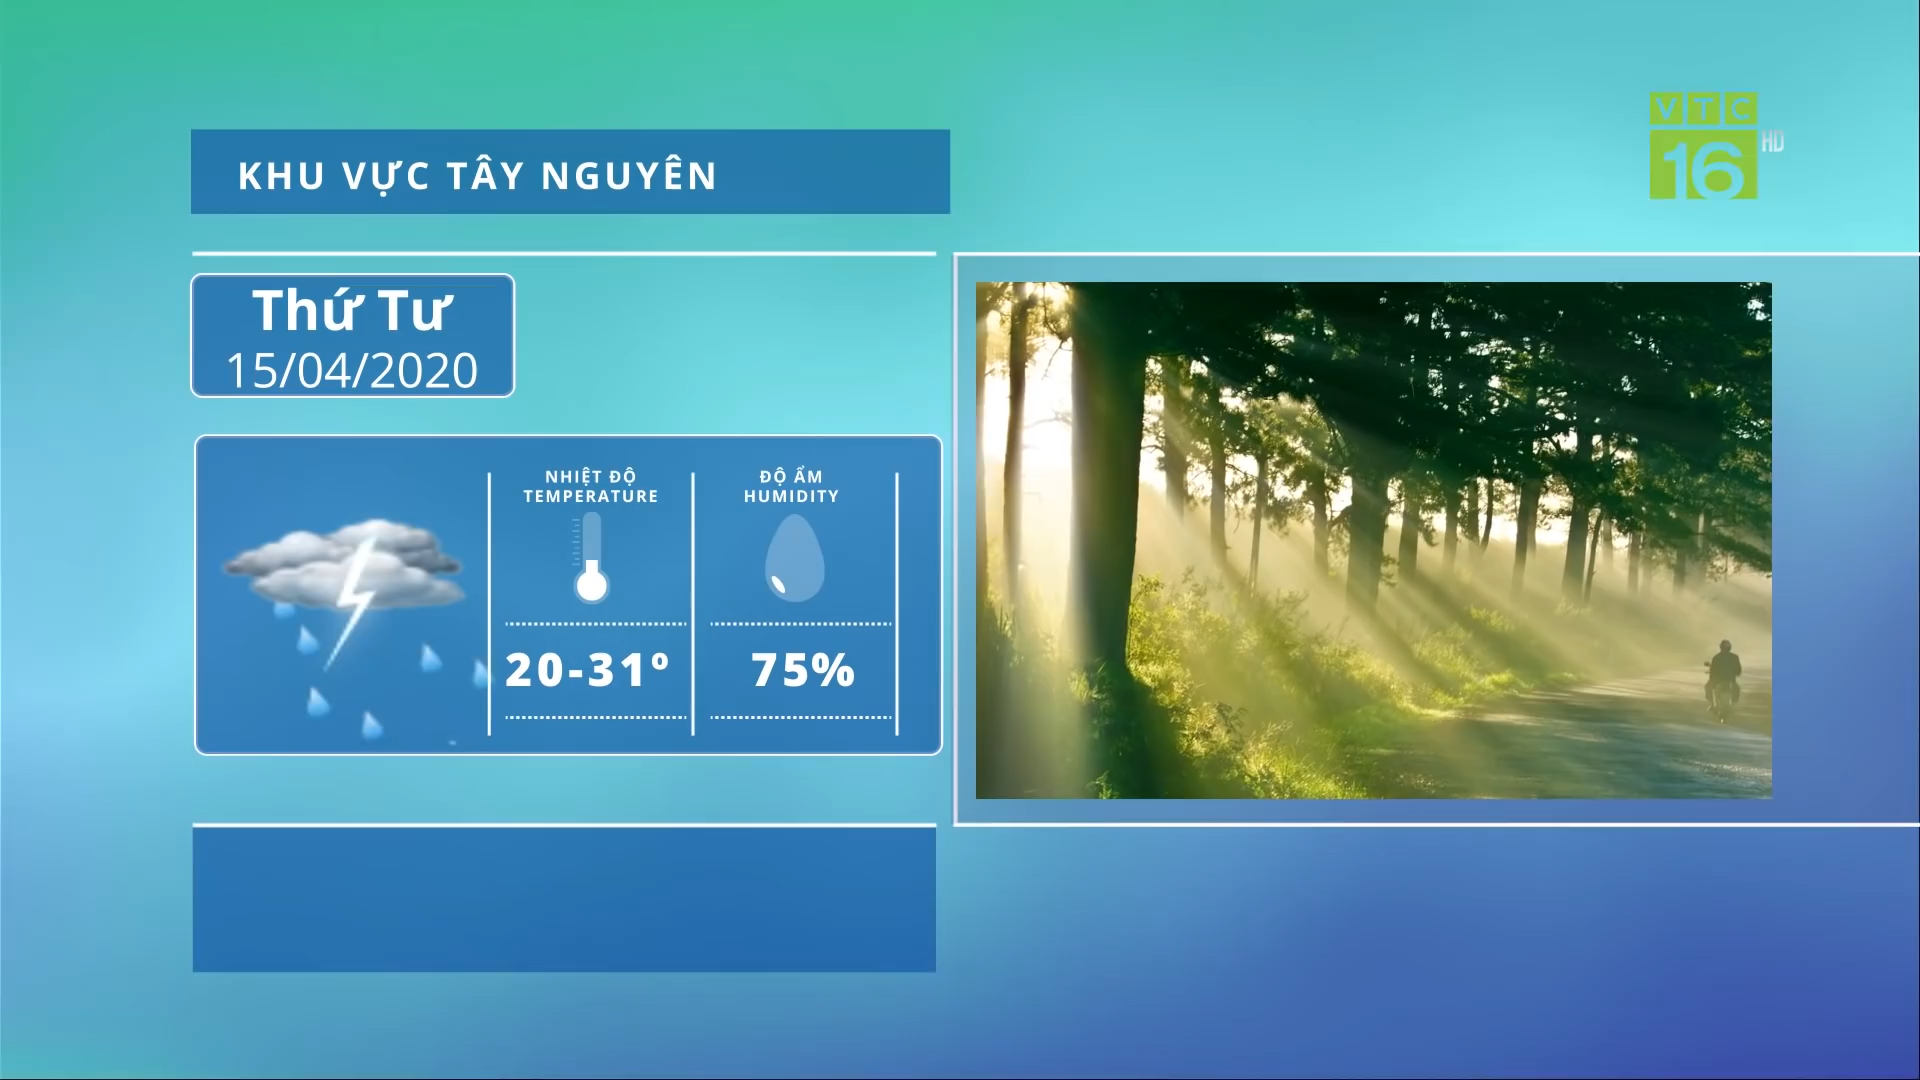 KHU VỰC TÂY NGUYÊN
VTC
16 HD
Thứ Tư
15/04/2020
NHIỆT ĐỘ
TEMPERATURE
20-31º
ĐỘ ẨM
HUMIDITY
75%